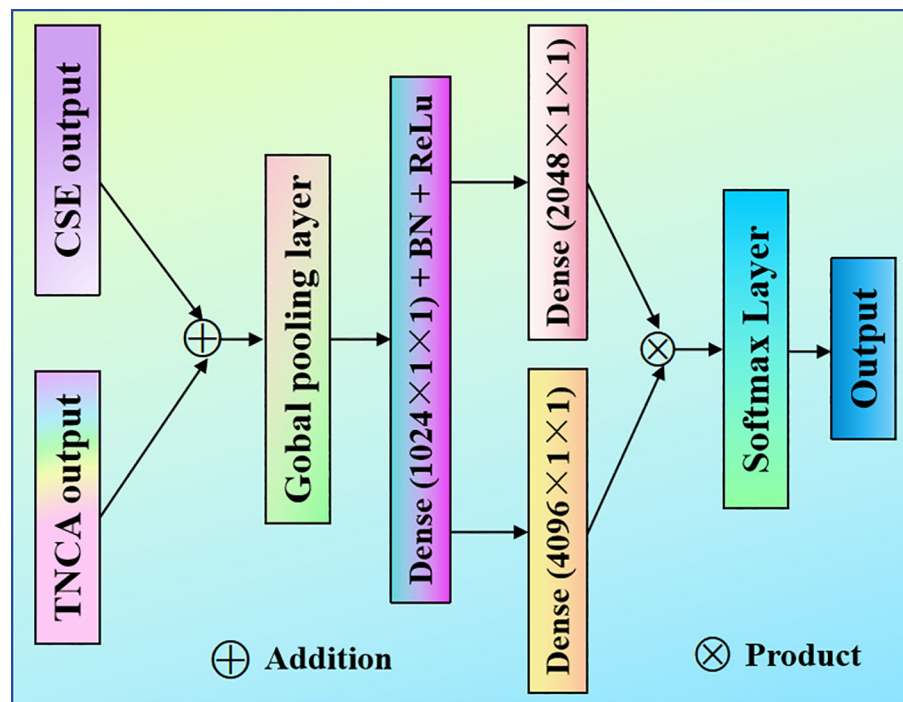 CSE output
TNCA output
Gobal pooling layer
Dense (1024×1×1) + BN + ReLu
Dense (2048×1×1)
Dense (4096×1×1)
Softmax Layer
Output
Addition
Product